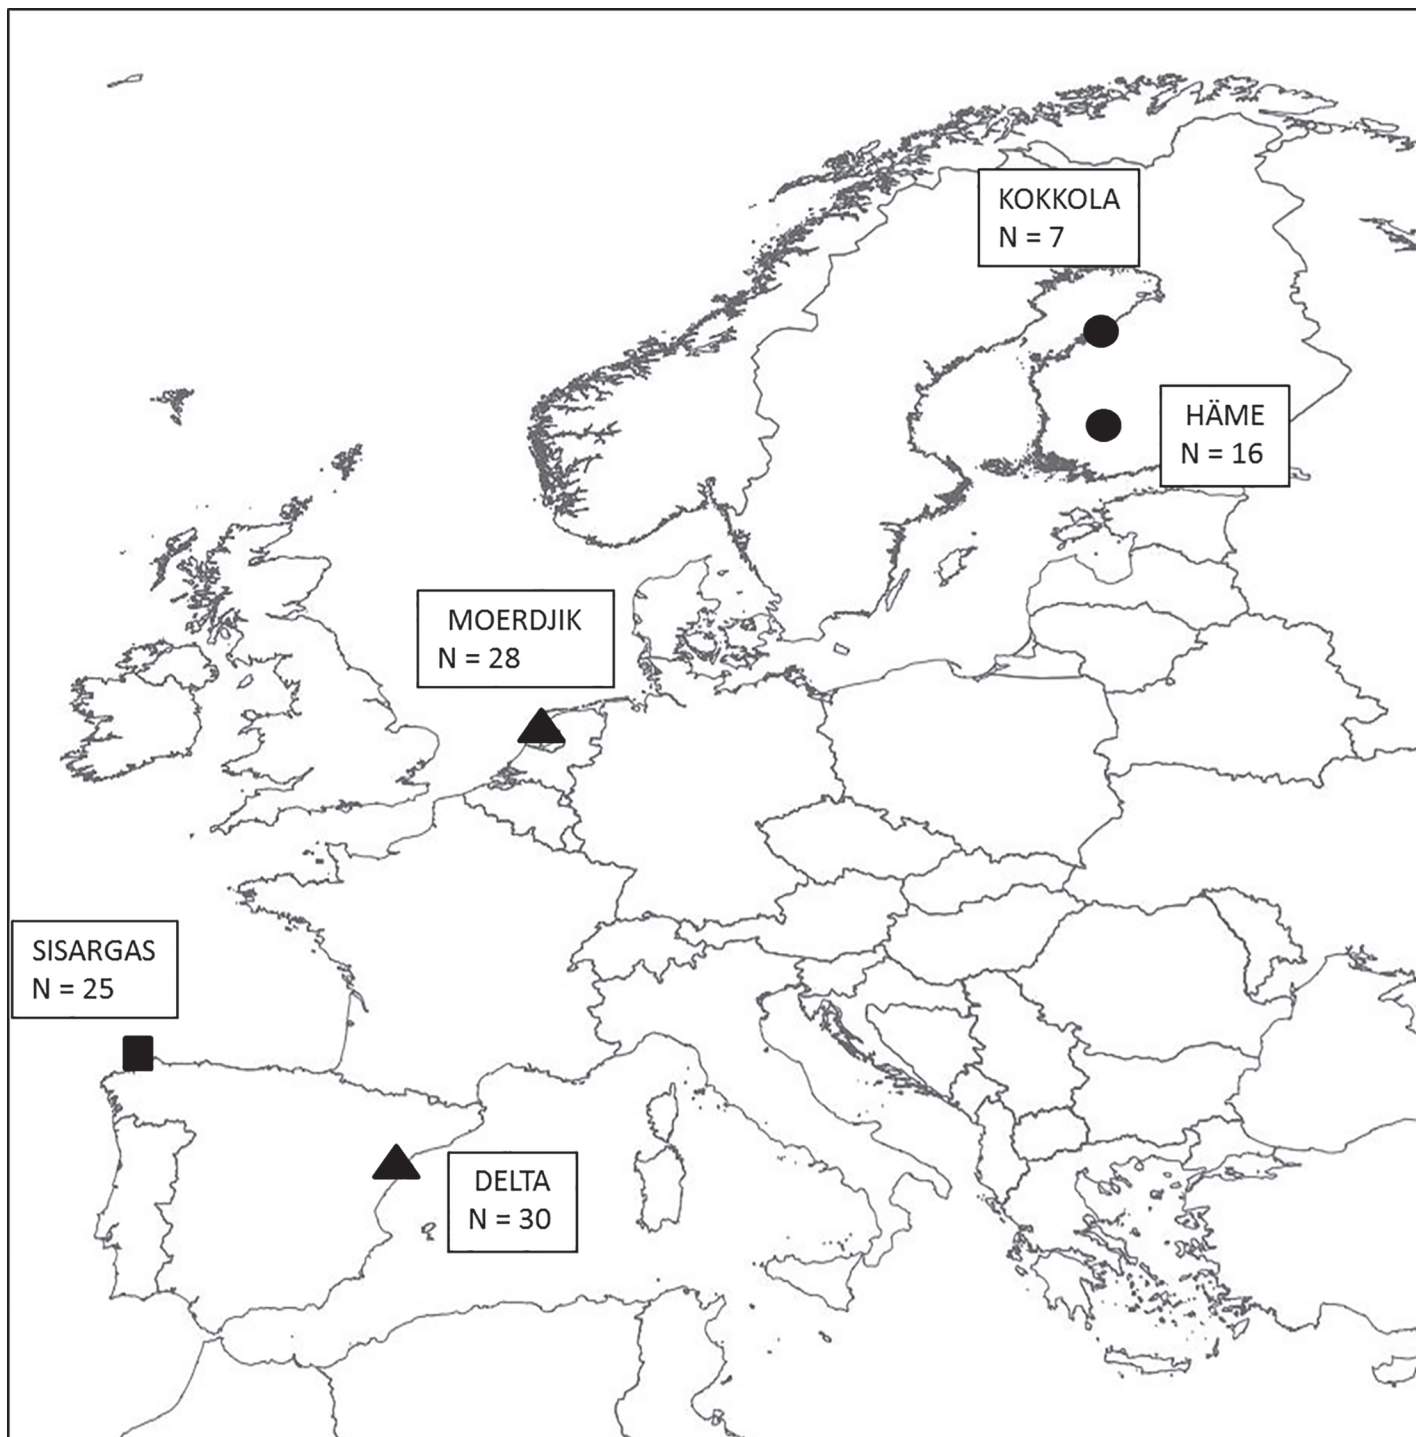 KOKKOLA
N = 7
HÄME
N = 16
MOERDJIK
N = 28
SISARGAS
N = 25
DELTA
N = 30